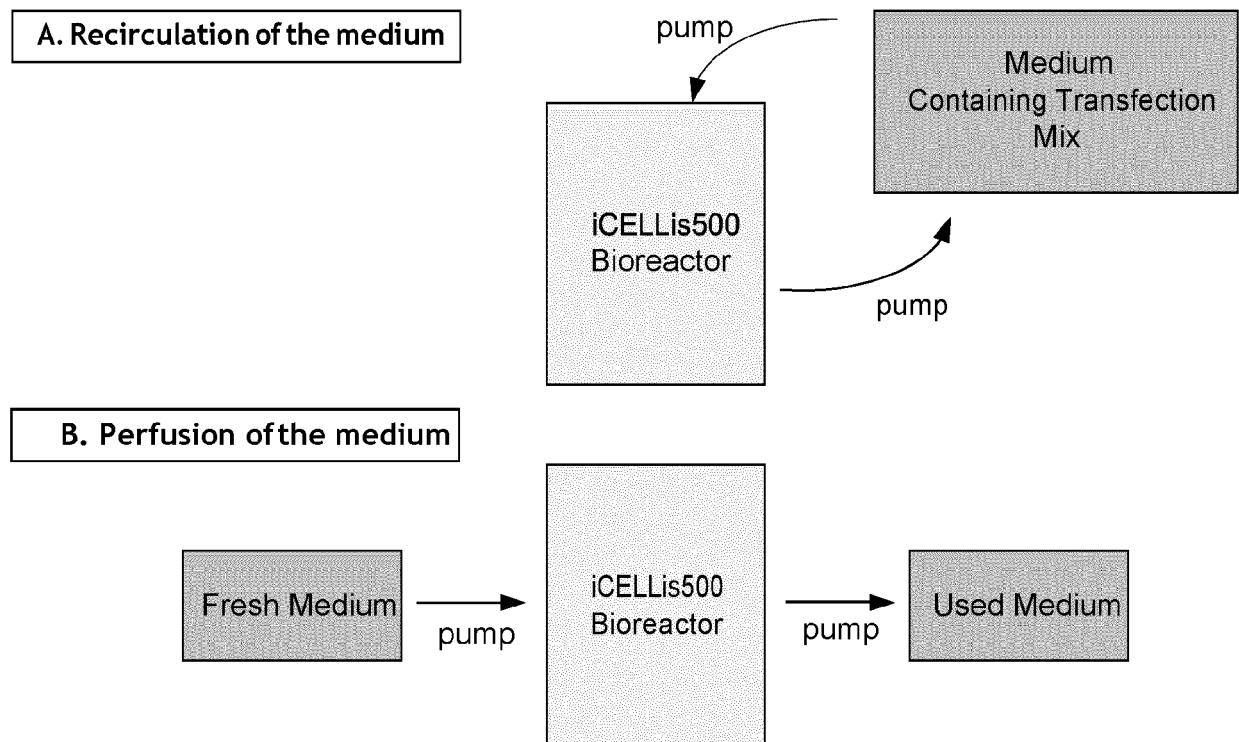 A. Recirculation of the medium
pump
Medium
Containing Transfection
Mix
iCELLis500
Bioreactor
pump
B. Perfusion of the medium
Fresh Medium
pump
iCELLis500
Bioreactor
pump
Used Medium